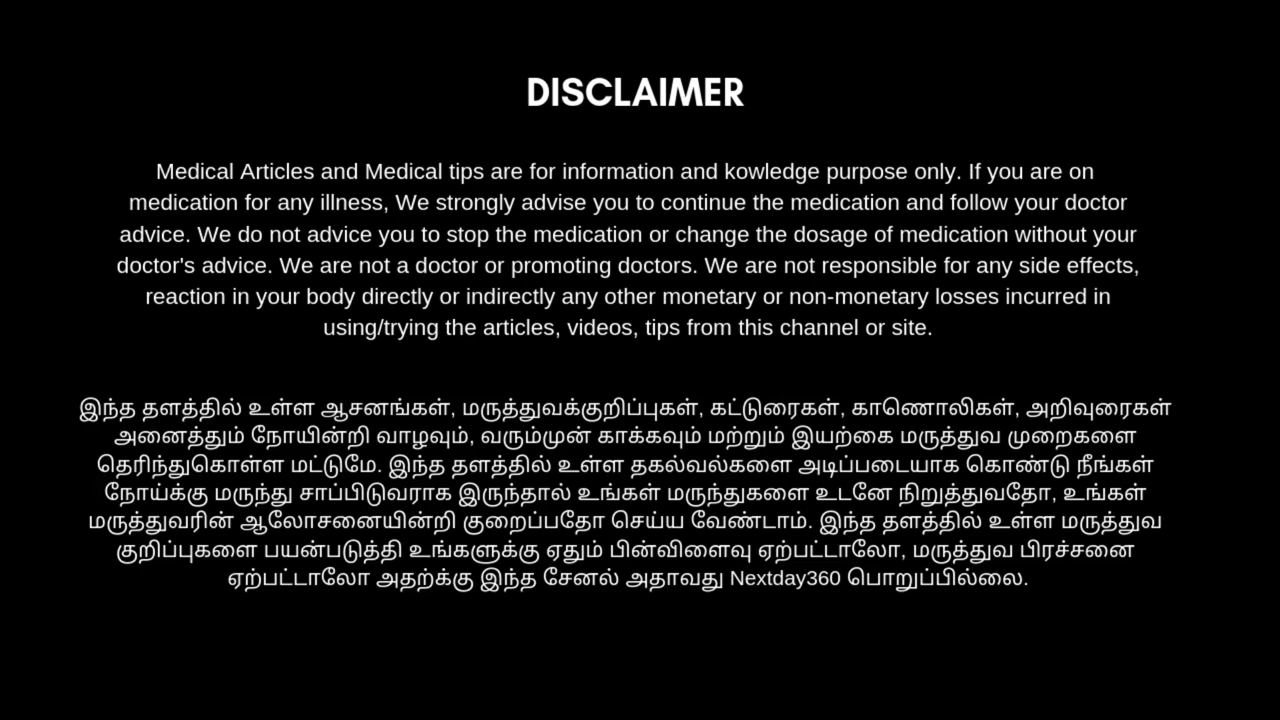 DISCLAIMER
Medical Articles and Medical tips are for information and kowledge purpose only. If you are on
medication for any illness, We strongly advise you to continue the medication and follow your doctor
advice. We do not advice you to stop the medication or change the dosage of medication without your
doctor's advice. We are not a doctor or promoting doctors. We are not responsible for any side effects,
reaction in your body directly or indirectly any other monetary or non-monetary losses incurred in
using/trying the articles, videos, tips from this channel or site.
இந்த தளத்தில் உள்ள ஆசனங்கள், மருத்துவக்குறிப்புகள், கட்டுரைகள், காணொலிகள், அறிவுரைகள்
அனைத்தும் நோயின்றி வாழவும், வரும்முன் காக்கவும் மற்றும் இயற்கை மருத்துவ முறைகளை
தெரிந்துகொள்ள மட்டுமே. இந்த தளத்தில் உள்ள தகல்வல்களை அடிப்படையாக கொண்டு நீங்கள்
நோய்க்கு மருந்து சாப்பிடுவராக இருந்தால் உங்கள் மருந்துகளை உடனே நிறுத்துவதோ, உங்கள்
மருத்துவரின் ஆலோசனையின்றி குறைப்பதோ செய்ய வேண்டாம். இந்த தளத்தில் உள்ள மருத்துவ
குறிப்புகளை பயன்படுத்தி உங்களுக்கு ஏதும் பின்விளைவு ஏற்பட்டாலோ, மருத்துவ பிரச்சனை
ஏற்பட்டாலோ அதற்க்கு இந்த சேனல் அதாவது Nextday360 பொறுப்பில்லை.